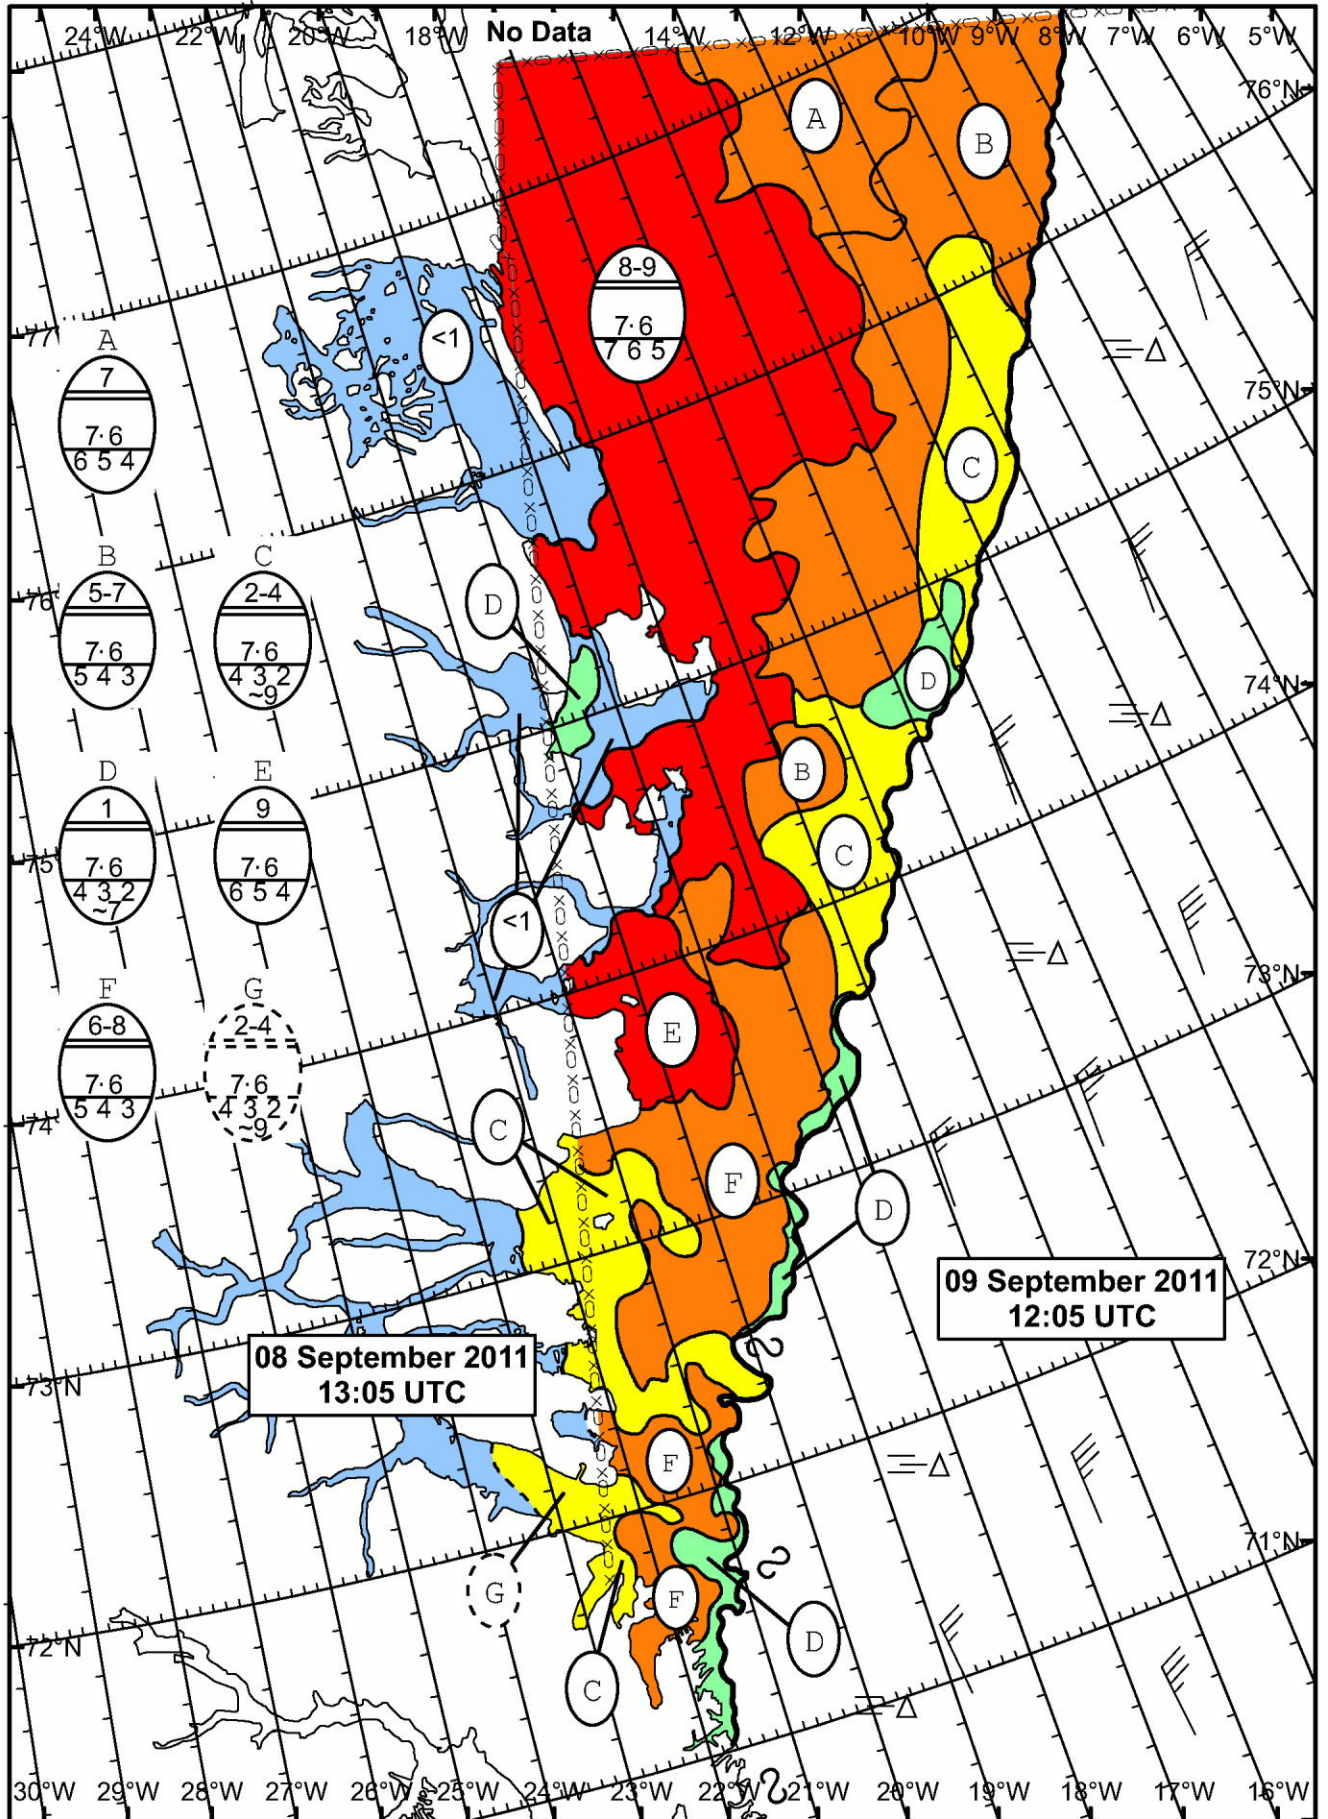 24°W 22°W 20°W 18°W No Data 14°W 12°W 10°W 9°W 8°W 7°W 6°W 5°W
76°N
A
B
8-9
7·6
7 6 5
<1
77
A
7
7·6
6 5 4
75°N
C
B
5-7
7·6
5 4 3
C
2-4
7·6
4 3 2
~9
76
D
D
74°N
B
D
1
7·6
4 3 2
~7
E
9
7·6
6 5 4
75
C
<1
73°N
F
6-8
7·6
5 4 3
G
2-4
7·6
4 3 2
~9
E
74
C
F
D
72°N
09 September 2011
12:05 UTC
08 September 2011
13:05 UTC
73°N
F
71°N
G
F
D
72°N
C
30°W 29°W 28°W 27°W 26°W 25°W 24°W 23°W 22°W 21°W 20°W 19°W 18°W 17°W 16°W